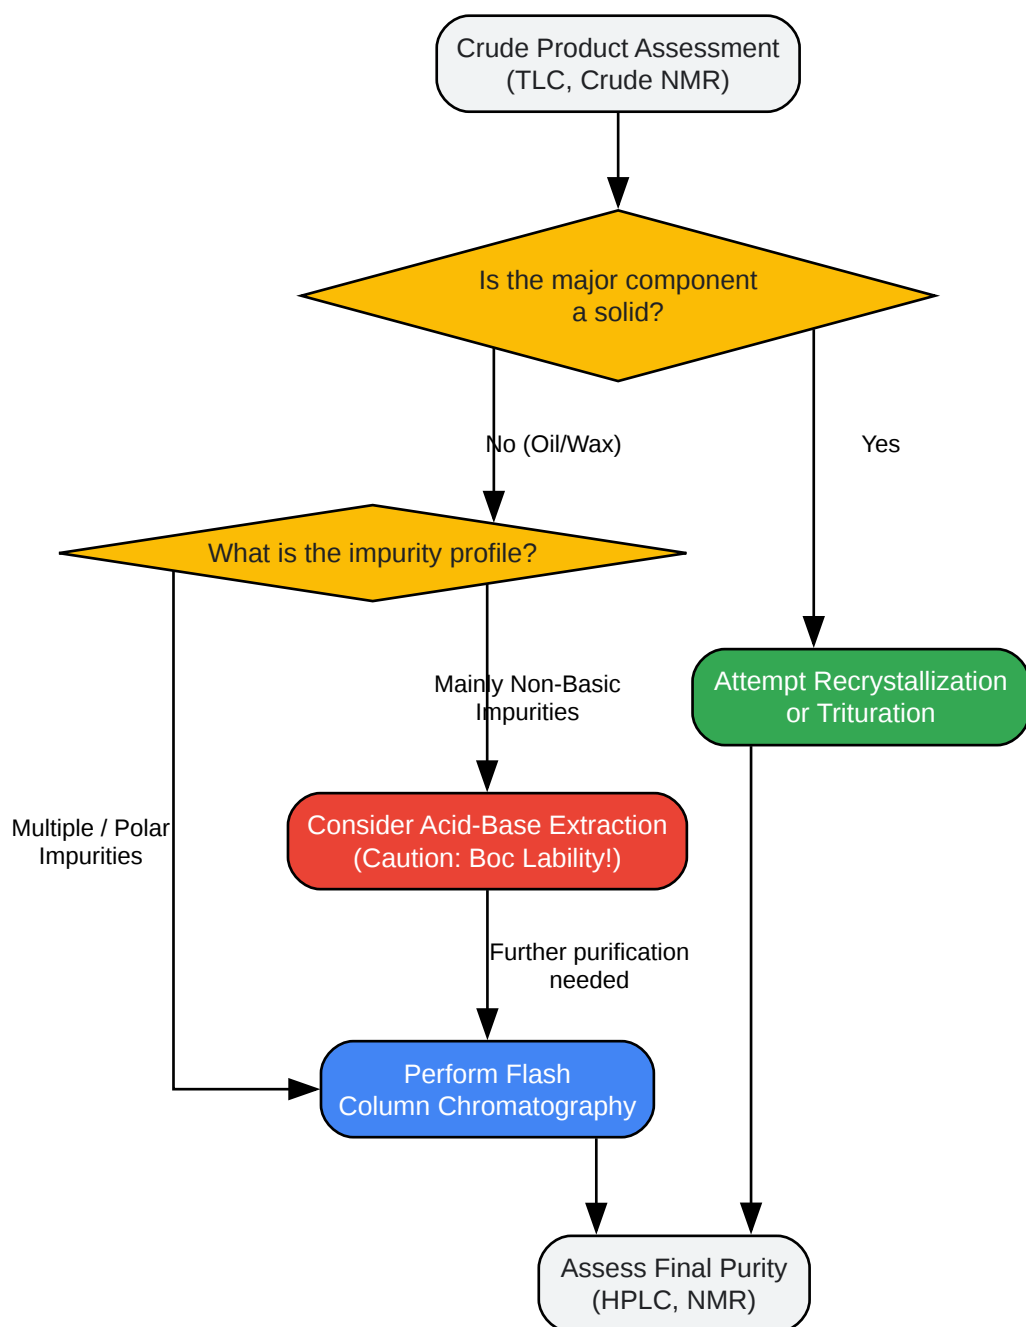 Crude Product Assessment
(TLC, Crude NMR)
Is the major component
a solid?
No (Oil/Wax)
Yes
What is the impurity profile?
Mainly Non-Basic
Impurities
Attempt Recrystallization
or Trituration
Multiple / Polar
Impurities
Consider Acid-Base Extraction
(Caution: Boc Lability!)
Further purification
needed
Perform Flash
Column Chromatography
Assess Final Purity
(HPLC, NMR)